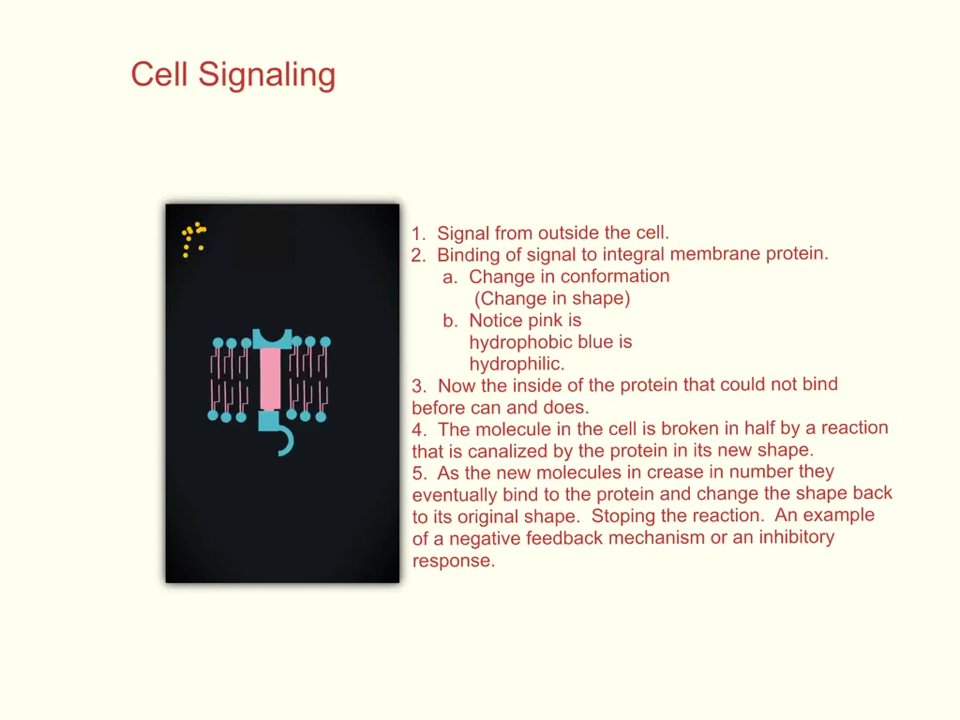 Cell Signaling
1. Signal from outside the cell.
2. Binding of signal to integral membrane protein.
a. Change in conformation
(Change in shape)
b. Notice pink is
hydrophobic blue is
hydrophilic.
3. Now the inside of the protein that could not bind
before can and does.
4. The molecule in the cell is broken in half by a reaction
that is canalized by the protein in its new shape.
5. As the new molecules in crease in number they
eventually bind to the protein and change the shape back
to its original shape. Stoping the reaction. An example
of a negative feedback mechanism or an inhibitory
response.